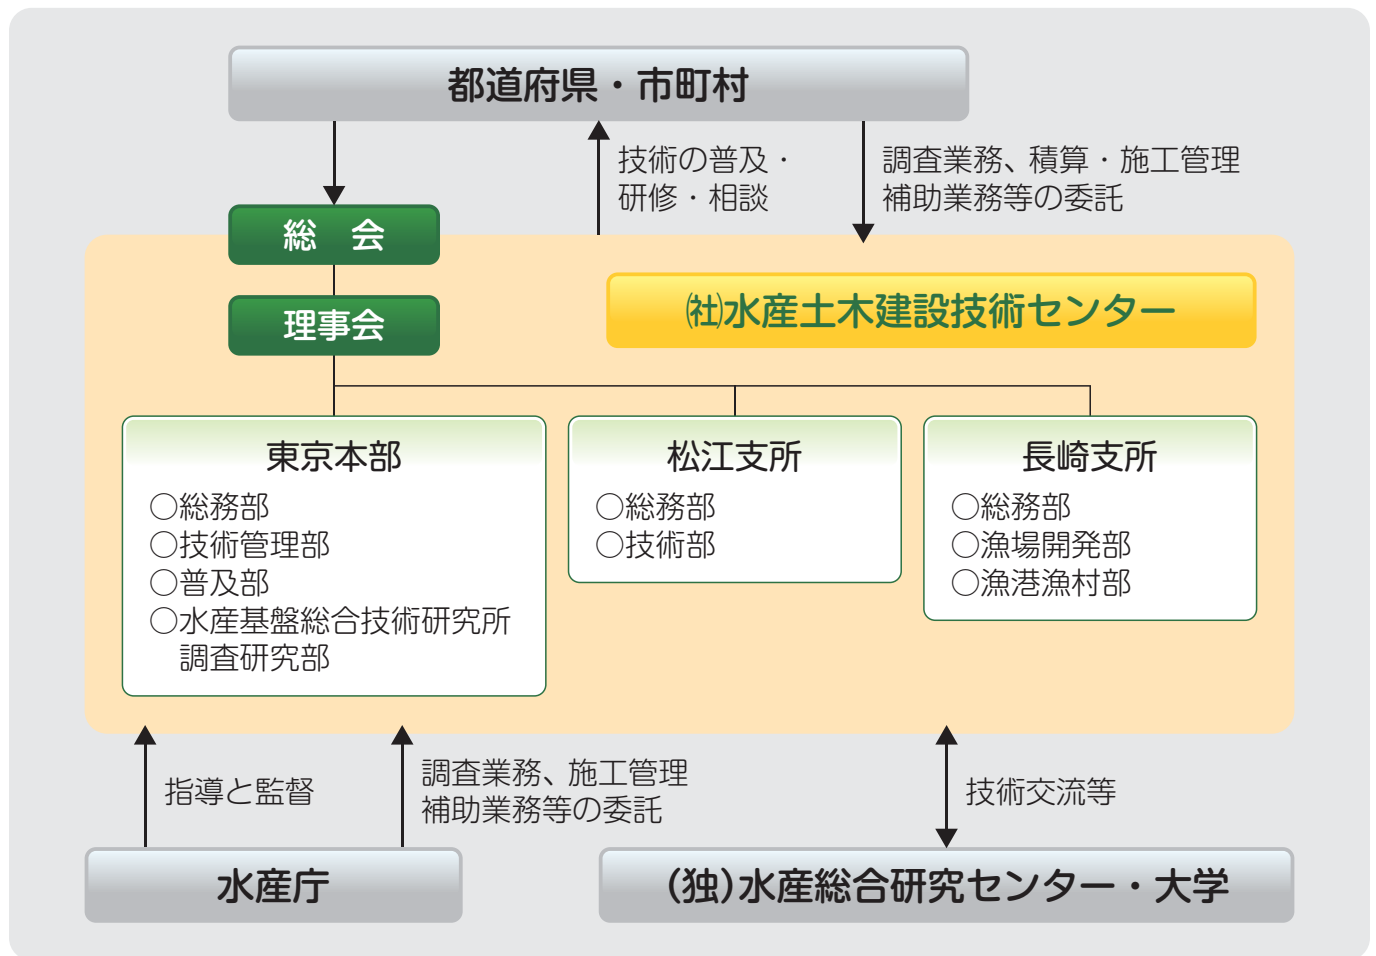 都道府県・市町村
技術の普及・
研修・相談
調査業務、積算・施工管理
補助業務等の委託
総　会
理事会
㈳水産土木建設技術センター
東京本部
○総務部
○技術管理部
○普及部
○水産基盤総合技術研究所
調査研究部
松江支所
○総務部
○技術部
長崎支所
○総務部
○漁場開発部
○漁港漁村部
指導と監督
調査業務、施工管理
補助業務等の委託
技術交流等
水産庁
（独）水産総合研究センター・大学